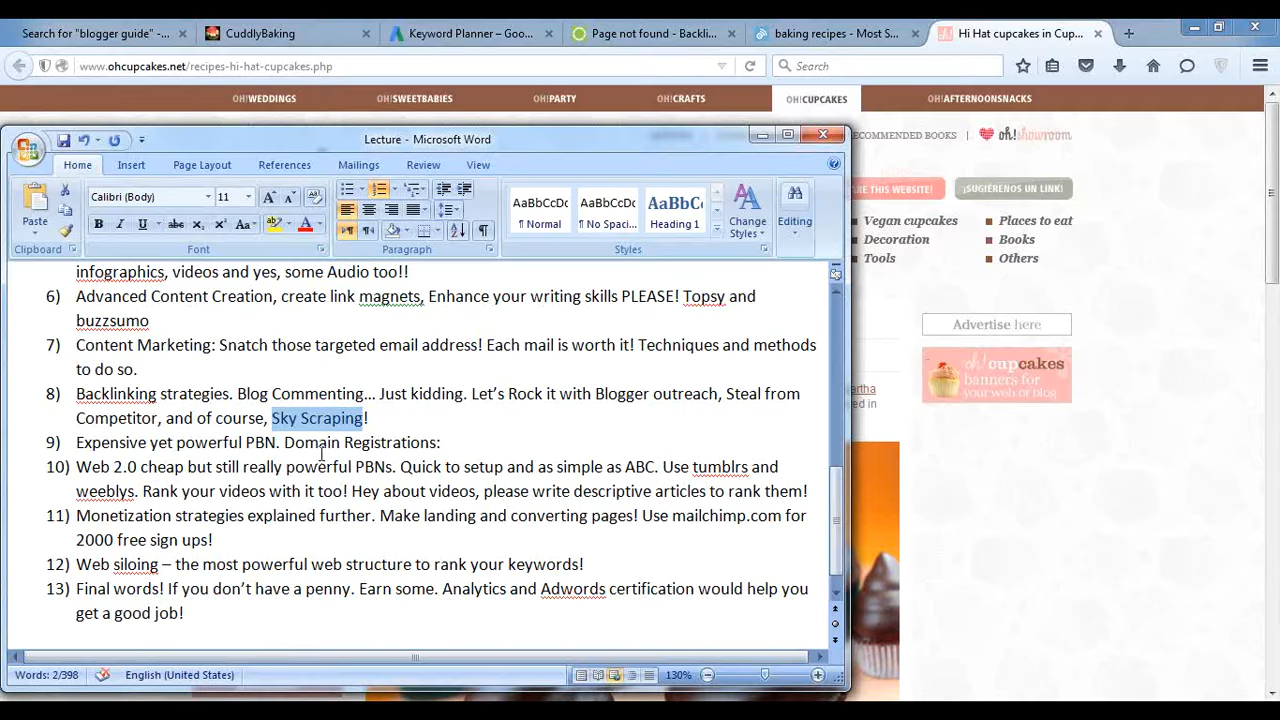 Search for "blogger guide" -...
CuddlyBaking
Keyword Planner – Goo...
Page not found - Backli...
baking recipes - Most S...
Hi Hat cupcakes in Cup...
www.ohcupcakes.net/recipes-hi-hat-cupcakes.php
Search
OH!WEDDINGS OH!SWEETBABIES OH!PARTY OH!CRAFTS OH!CUPCAKES OH!AFTERNOONSNACKS
Lecture - Microsoft Word
ECOMMENDED BOOKS | oh!showroom
Home Insert Page Layout References Mailings Review View
ARE THIS WEBSITE! ¡SUGIÉRENOS UN LINK!
Calibri (Body) 11
AaBbCcDc AaBbCcDc AaBbCc
Paste ¶ Normal ¶ No Spaci... Heading 1 Change Styles Editing
Clipboard Font Paragraph Styles
Vegan cupcakes Places to eat
Decoration Books
Tools Others
Advertise here
oh! cupcakes
banners for
your web or blog
artha
ed in
infographics, videos and yes, some Audio too!!
6) Advanced Content Creation, create link magnets, Enhance your writing skills PLEASE! Topsy and
buzzsumo
7) Content Marketing: Snatch those targeted email address! Each mail is worth it! Techniques and methods
to do so.
8) Backlinking strategies. Blog Commenting... Just kidding. Let's Rock it with Blogger outreach, Steal from
Competitor, and of course, Sky Scraping!
9) Expensive yet powerful PBN. Domain Registrations:
10) Web 2.0 cheap but still really powerful PBNs. Quick to setup and as simple as ABC. Use tumblrs and
weeblys. Rank your videos with it too! Hey about videos, please write descriptive articles to rank them!
11) Monetization strategies explained further. Make landing and converting pages! Use mailchimp.com for
2000 free sign ups!
12) Web siloing – the most powerful web structure to rank your keywords!
13) Final words! If you don't have a penny. Earn some. Analytics and Adwords certification would help you
get a good job!
Words: 2/398 English (United States) 130%